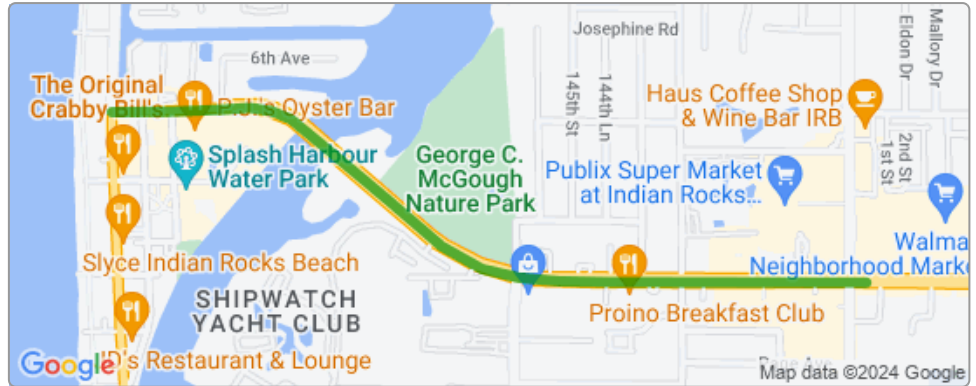 Josephine Rd
Mallory Dr
Eldon Dr
6th Ave
The Original
Crabby Bill's
P.J.'s Oyster Bar
145th St
144th Ln
Haus Coffee Shop
& Wine Bar IRB
Splash Harbour
Water Park
George C.
McGough
Nature Park
Publix Super Market
at Indian Rocks...
2nd St
1st St
Walma
Neighborhood Marke
Slyce Indian Rocks Beach
SHIPWATCH
YACHT CLUB
Proino Breakfast Club
Google
's Restaurant & Lounge
Map data ©2024 Google